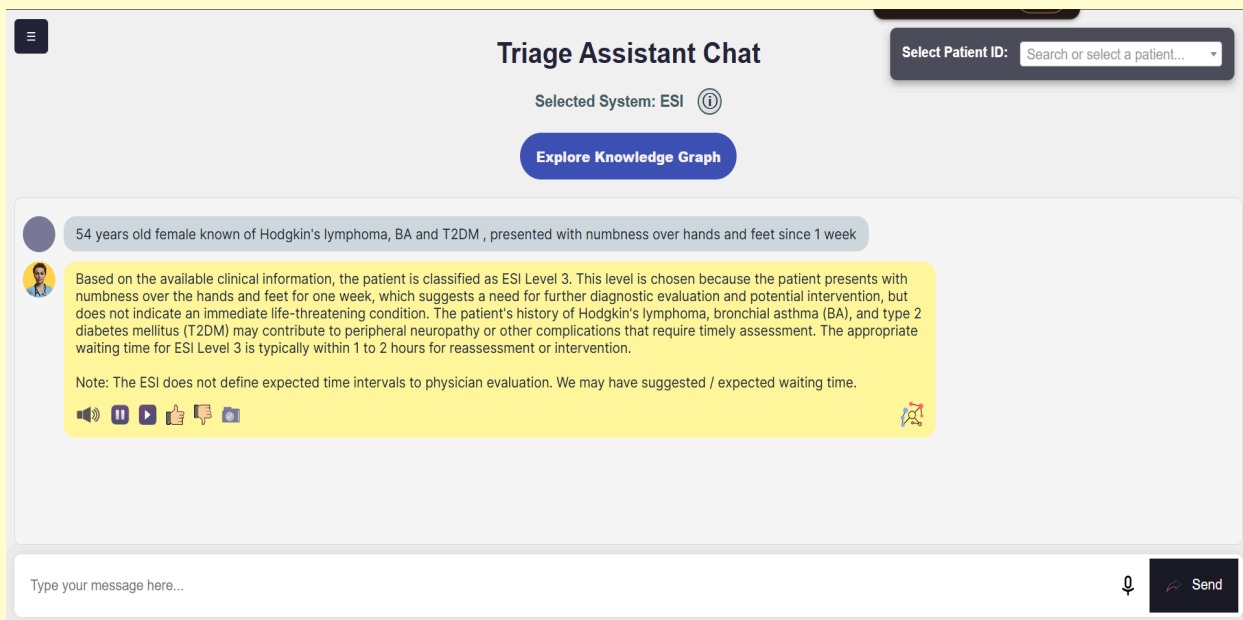 Triage Assistant Chat
Select Patient ID:
Search or select a patient...
Selected System: ESI
Explore Knowledge Graph
54 years old female known of Hodgkin's lymphoma, BA and T2DM , presented with numbness over hands and feet since 1 week
Based on the available clinical information, the patient is classified as ESI Level 3. This level is chosen because the patient presents with
numbness over the hands and feet for one week, which suggests a need for further diagnostic evaluation and potential intervention, but
does not indicate an immediate life-threatening condition. The patient's history of Hodgkin's lymphoma, bronchial asthma (BA), and type 2
diabetes mellitus (T2DM) may contribute to peripheral neuropathy or other complications that require timely assessment. The appropriate
waiting time for ESI Level 3 is typically within 1 to 2 hours for reassessment or intervention.
Note: The ESI does not define expected time intervals to physician evaluation. We may have suggested / expected waiting time.
Type your message here...
Send